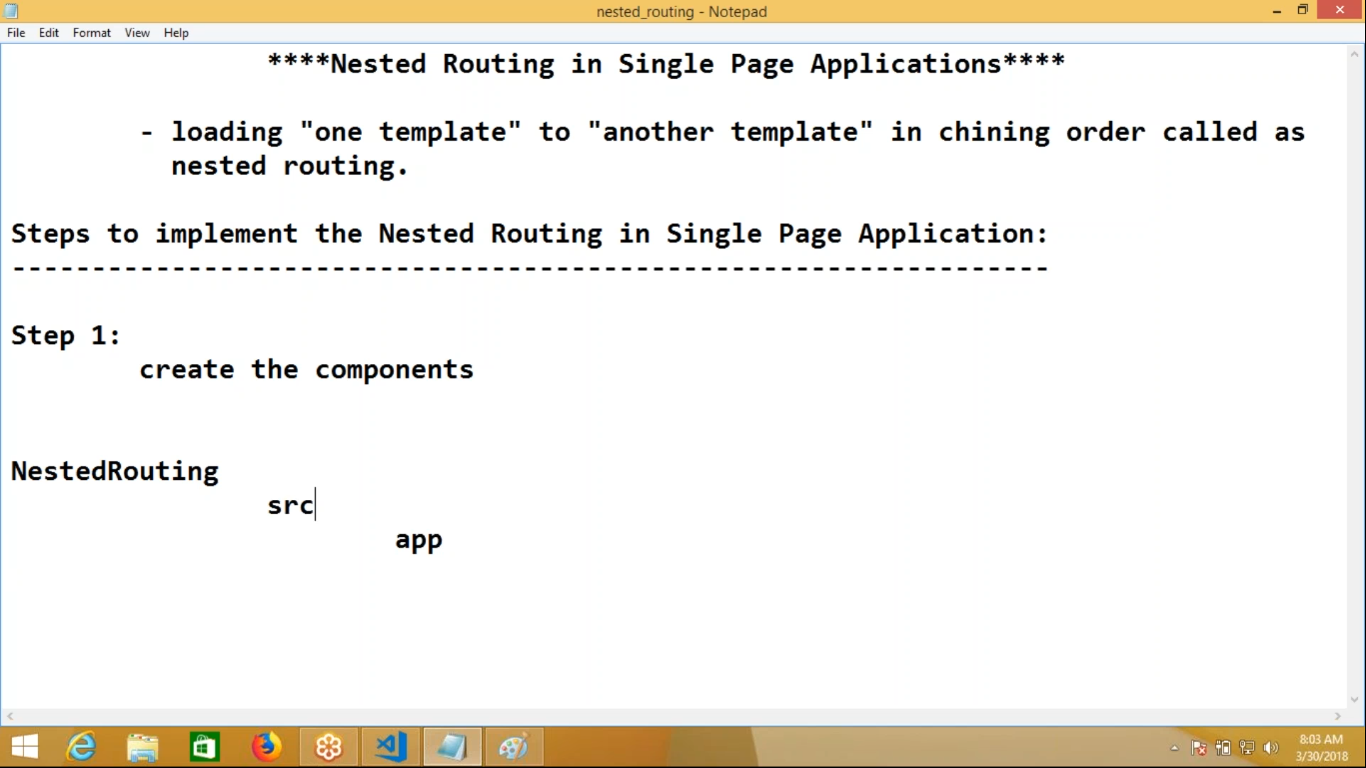 nested_routing - Notepad
File Edit Format View Help
****Nested Routing in Single Page Applications****
- loading "one template" to "another template" in chining order called as
nested routing.
Steps to implement the Nested Routing in Single Page Application:
-----------------------------------------------------------------
Step 1:
create the components
NestedRouting
src
app
8:03 AM
3/30/2018